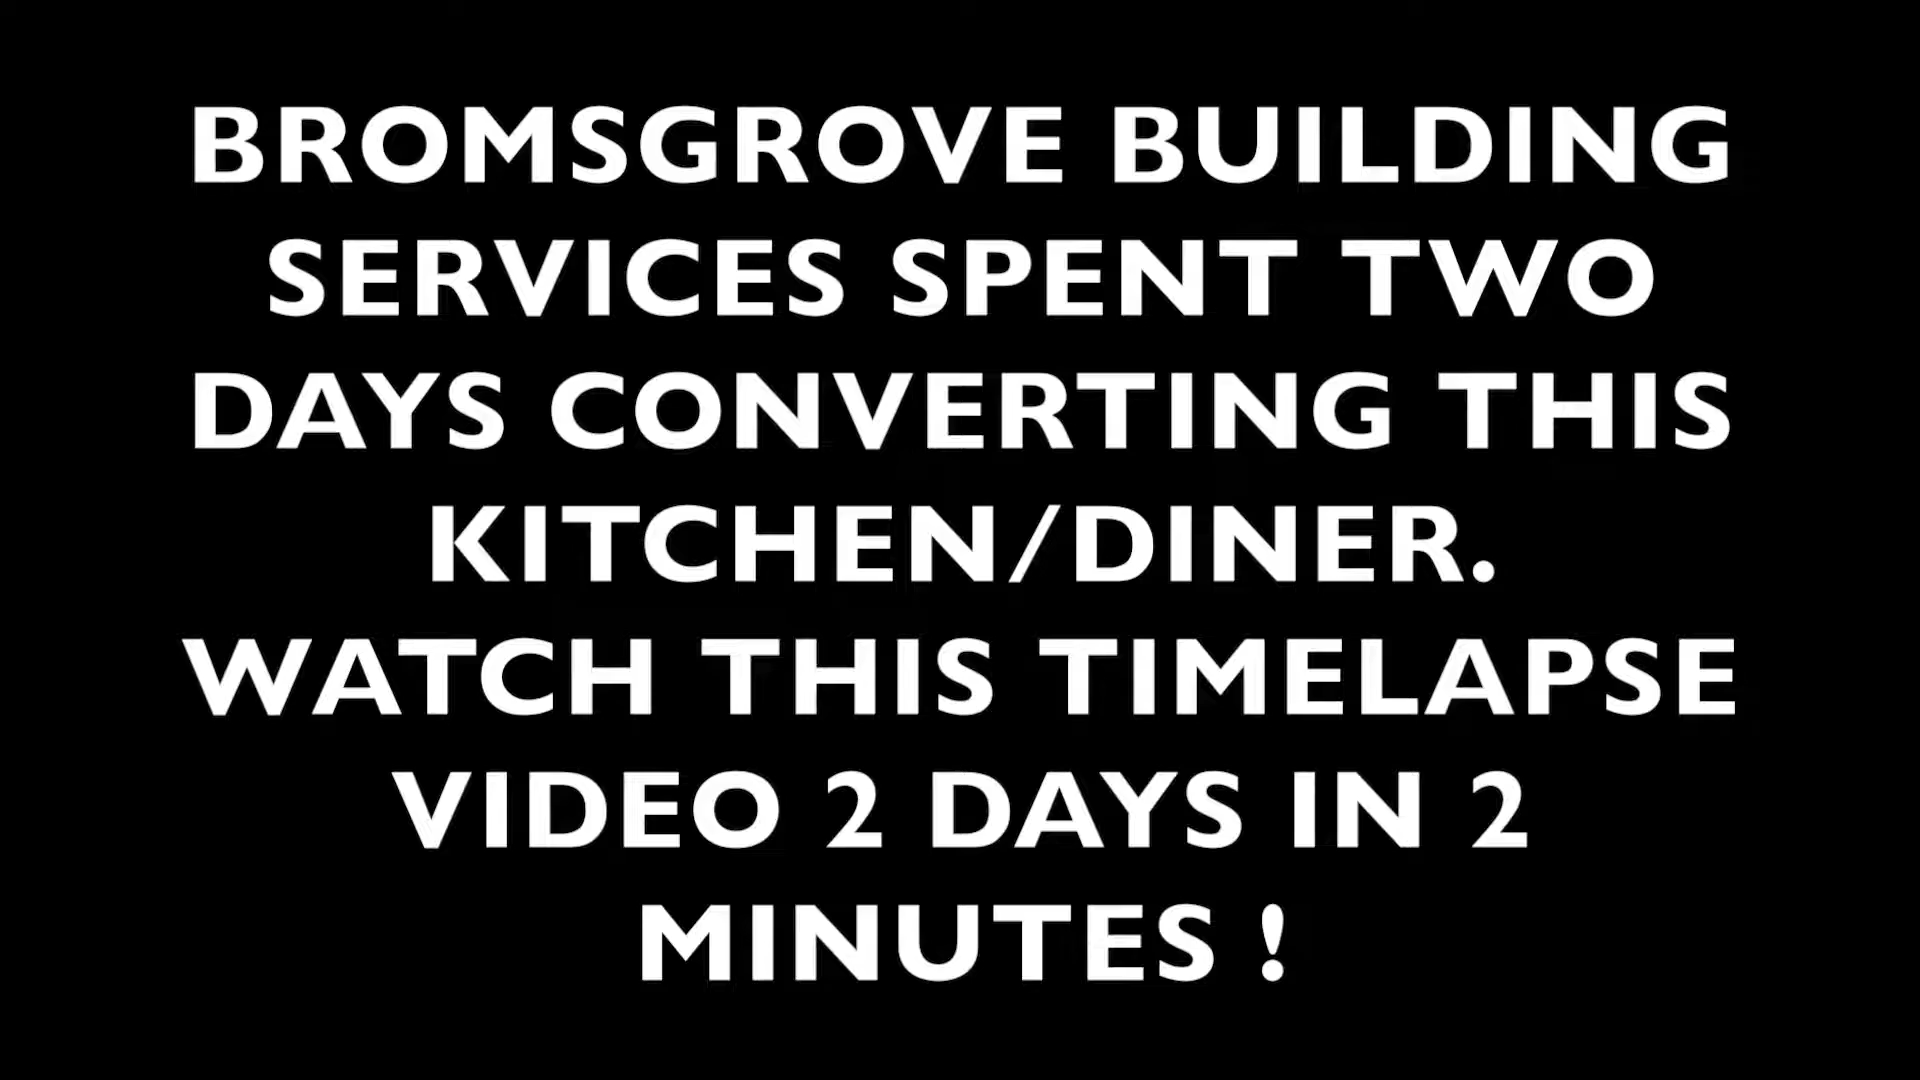 BROMSGROVE BUILDING
SERVICES SPENT TWO
DAYS CONVERTING THIS
KITCHEN/DINER.
WATCH THIS TIMELAPSE
VIDEO 2 DAYS IN 2
MINUTES !